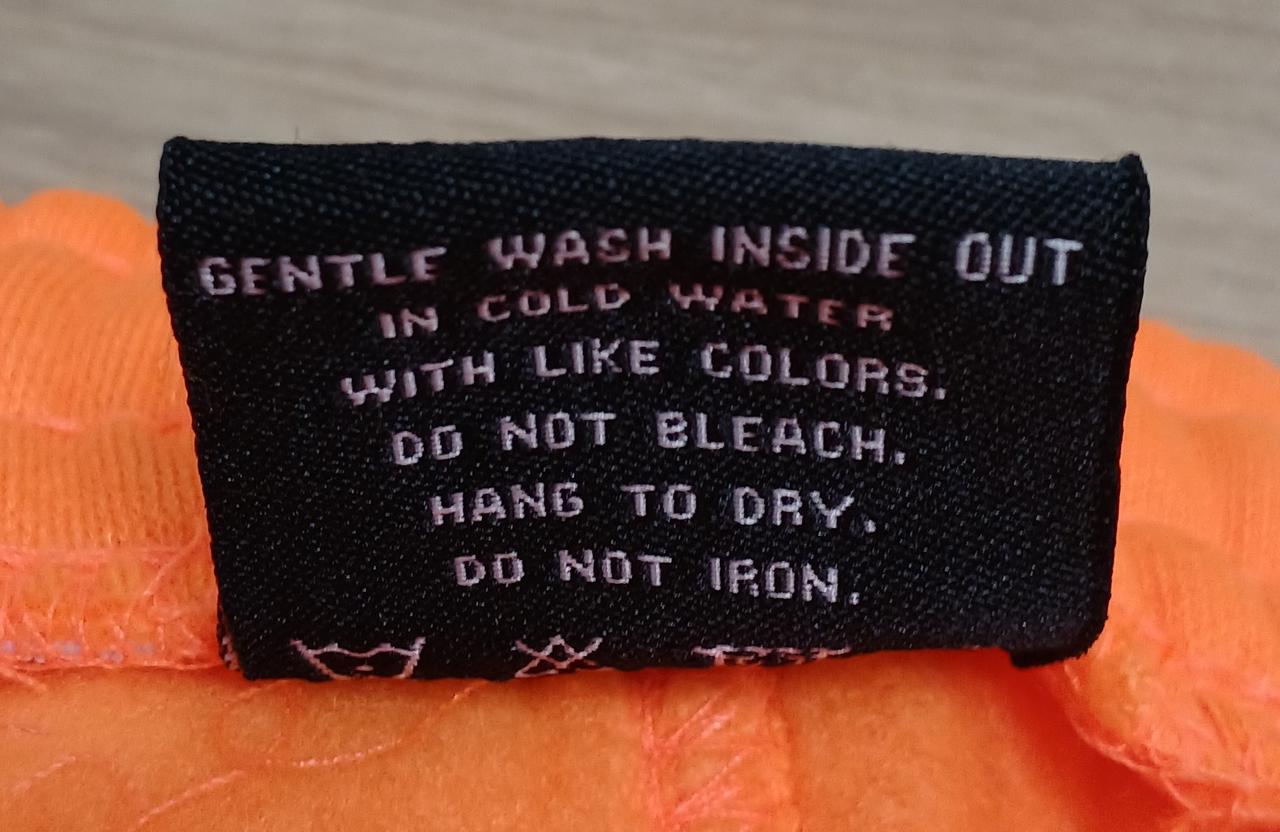 GENTLE WASH INSIDE OUT
IN COLD WATER
WITH LIKE COLORS.
DO NOT BLEACH.
HANG TO DRY.
DO NOT IRON.